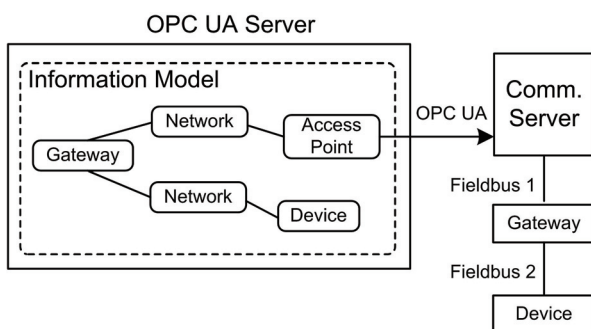 OPC UA Server
Information Model
Network
Access
Point
Gateway
Network
Device
OPC UA
Comm.
Server
Fieldbus 1
Gateway
Fieldbus 2
Device